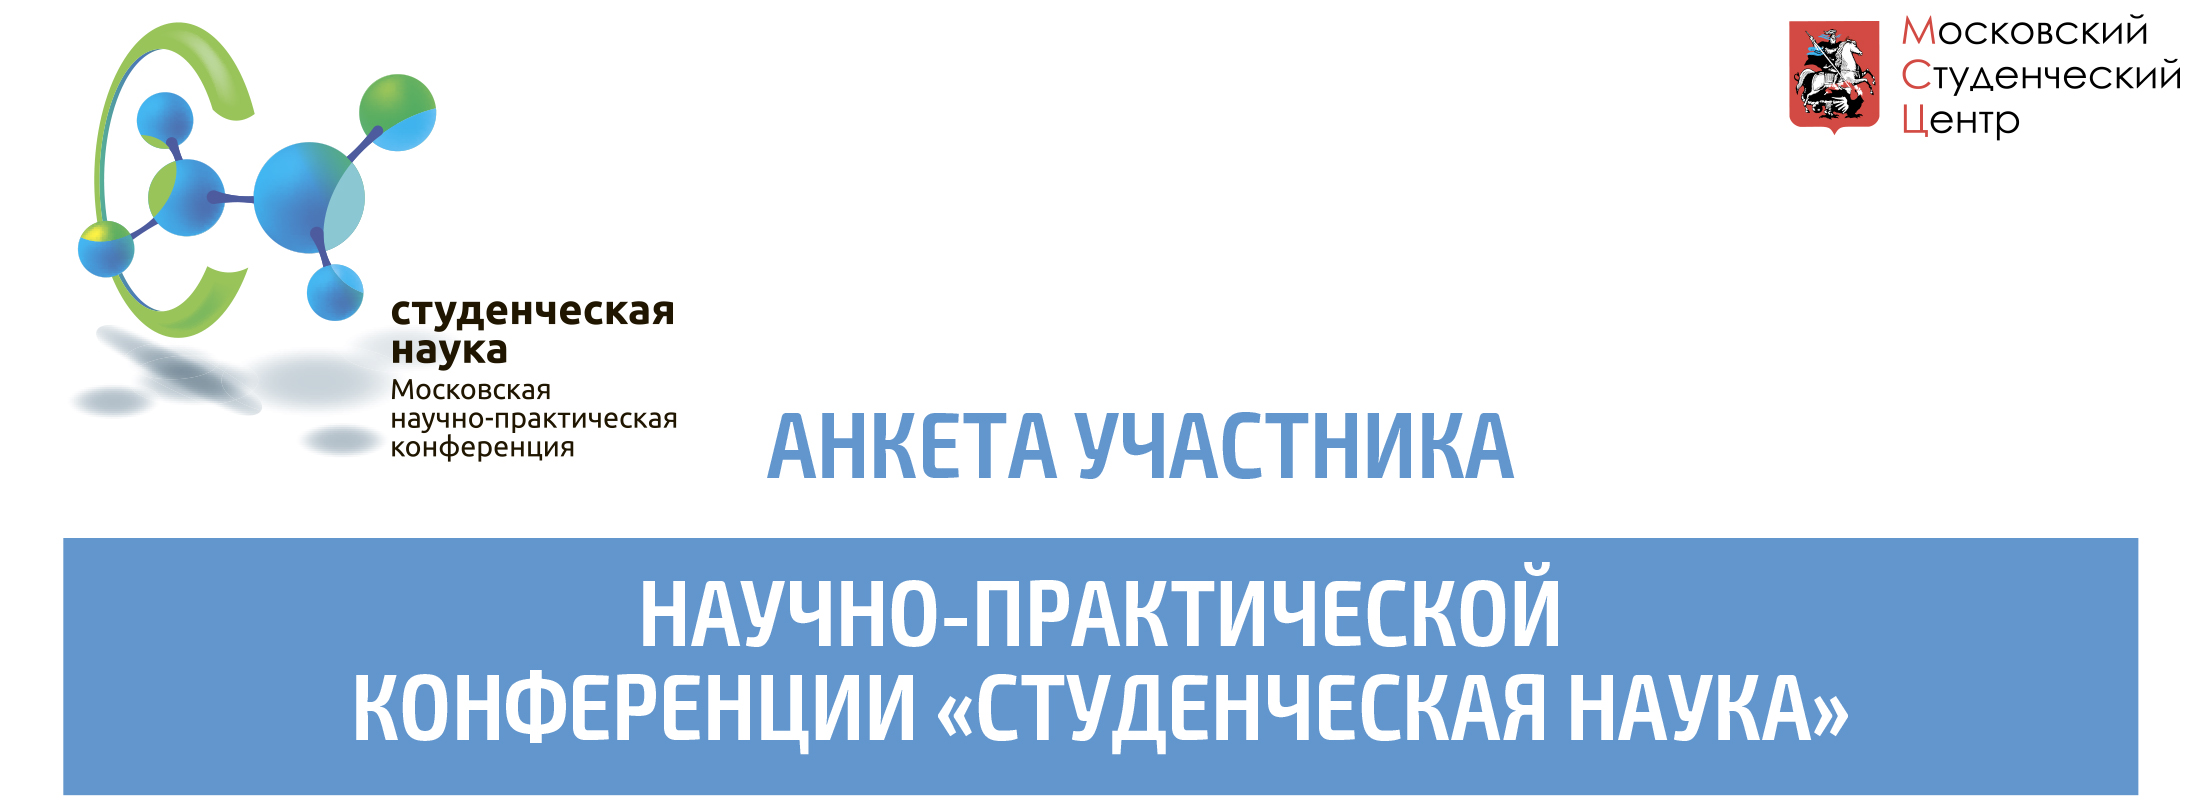 Московский
Студенческий
Центр
студенческая
наука
Московская
научно-практическая
конференция
АНКЕТА УЧАСТНИКА
НАУЧНО-ПРАКТИЧЕСКОЙ
КОНФЕРЕНЦИИ «СТУДЕНЧЕСКАЯ НАУКА»